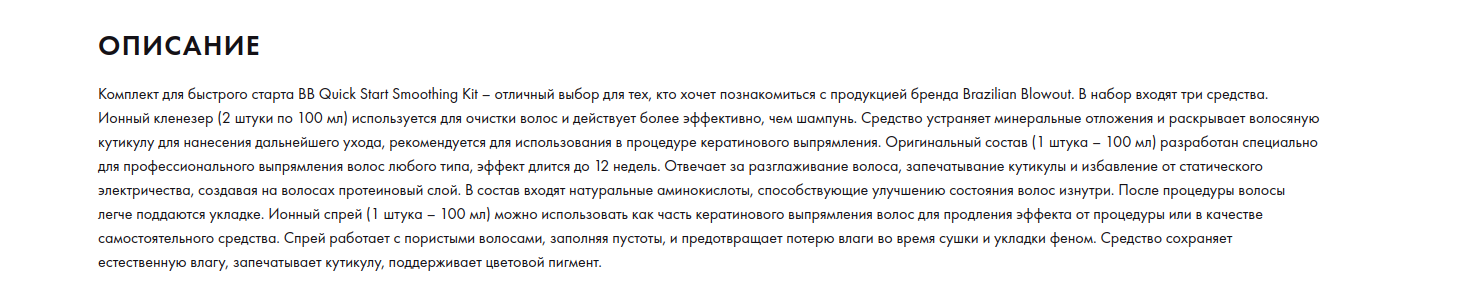 ОПИСАНИЕ
Комплект для быстрого старта BB Quick Start Smoothing Kit – отличный выбор для тех, кто хочет познакомиться с продукцией бренда Brazilian Blowout. В набор входят три средства.
Ионный кленезер (2 штуки по 100 мл) используется для очистки волос и действует более эффективно, чем шампунь. Средство устраняет минеральные отложения и раскрывает волосяную
кутикулу для нанесения дальнейшего ухода, рекомендуется для использования в процедуре кератинового выпрямления. Оригинальный состав (1 штука – 100 мл) разработан специально
для профессионального выпрямления волос любого типа, эффект длится до 12 недель. Отвечает за разглаживание волоса, запечатывание кутикулы и избавление от статического
электричества, создавая на волосах протеиновый слой. В состав входят натуральные аминокислоты, способствующие улучшению состояния волос изнутри. После процедуры волосы
легче поддаются укладке. Ионный спрей (1 штука – 100 мл) можно использовать как часть кератинового выпрямления волос для продления эффекта от процедуры или в качестве
самостоятельного средства. Спрей работает с пористыми волосами, заполняя пустоты, и предотвращает потерю влаги во время сушки и укладки феном. Средство сохраняет
естественную влагу, запечатывает кутикулу, поддерживает цветовой пигмент.